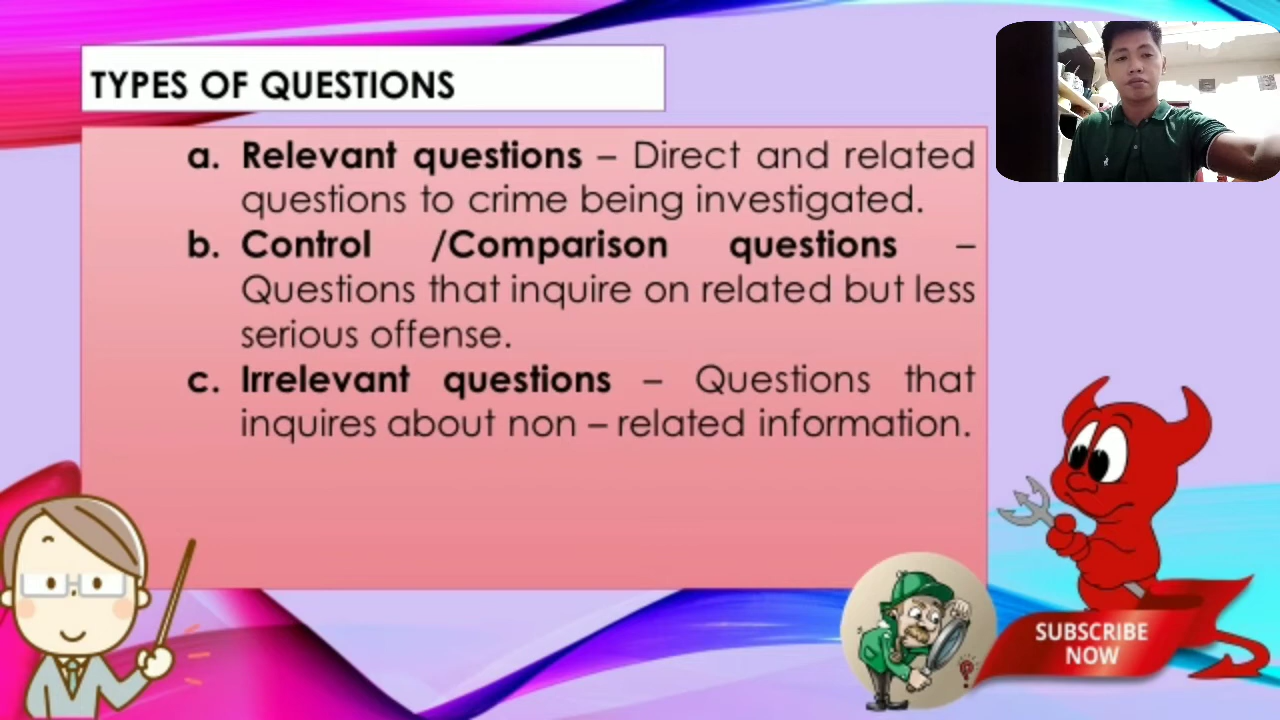 TYPES OF QUESTIONS
a. Relevant questions – Direct and related
questions to crime being investigated.
b. Control /Comparison questions –
Questions that inquire on related but less
serious offense.
c. Irrelevant questions – Questions that
inquires about non – related information.
SUBSCRIBE
NOW